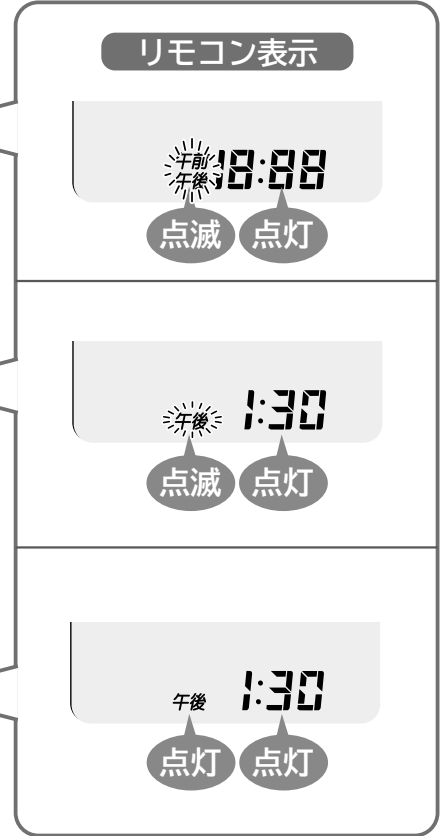 リモコン表示
午前
午後 18:88
点滅 点灯
午後 1:30
点滅 点灯
午後 1:30
点灯 点灯